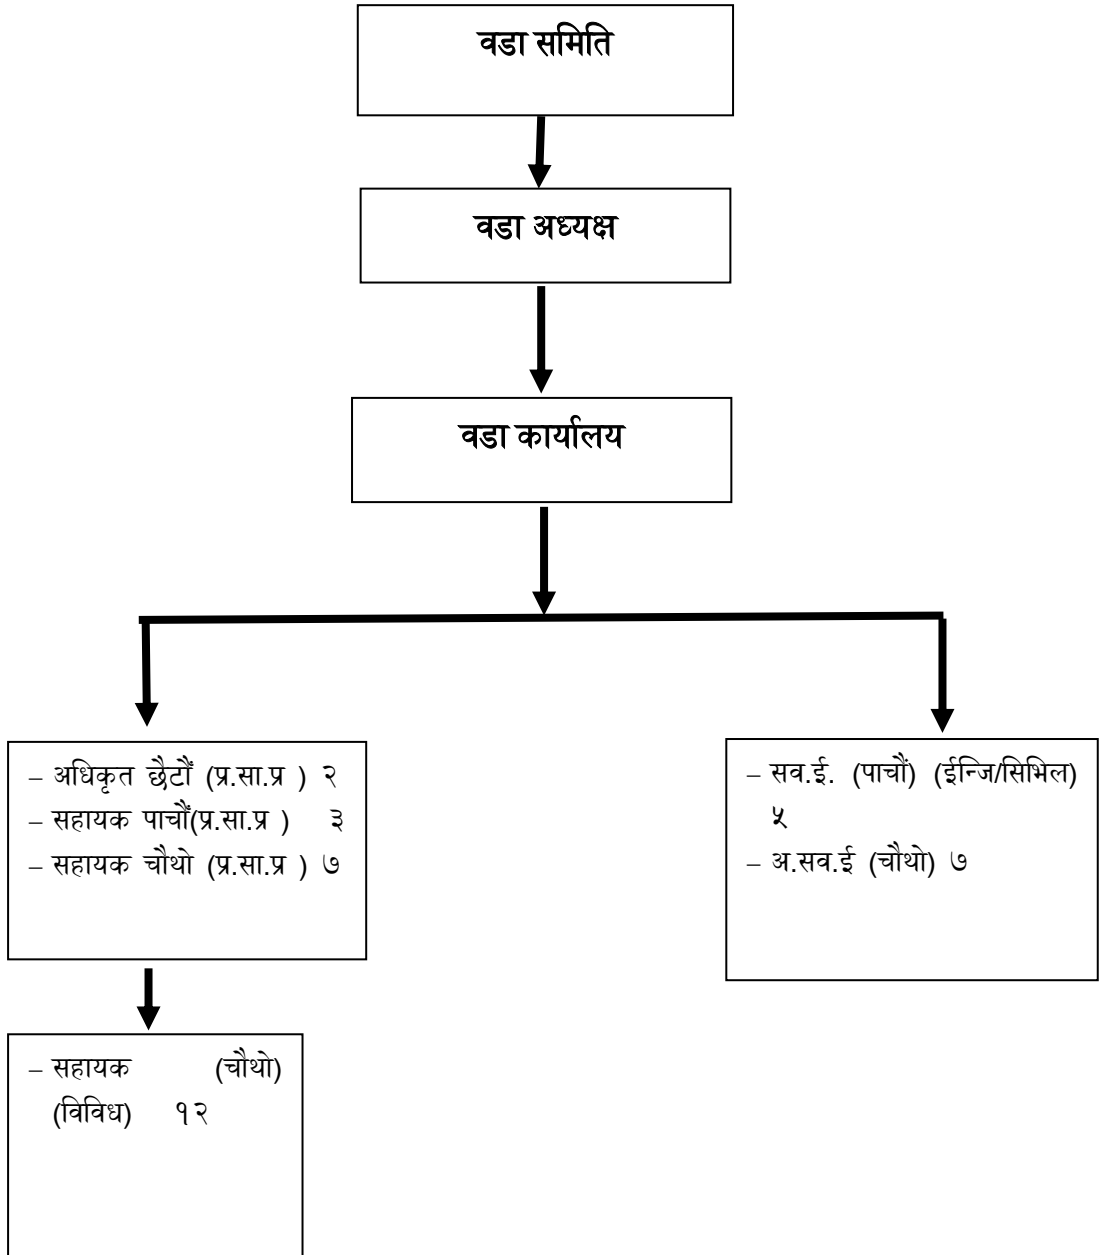 वडा समिति
वडा अध्यक्ष
वडा कार्यालय
– अधिकृत छैटौं (प्र.सा.प्र ) २
– सहायक पाचौं(प्र.सा.प्र ) ३
– सहायक चौथो (प्र.सा.प्र ) ७
– सव.ई. (पाचौं) (ईन्जि/सिभिल)
५
– अ.सव.ई (चौथो) ७
– सहायक (चौथो)
(विविध) १२